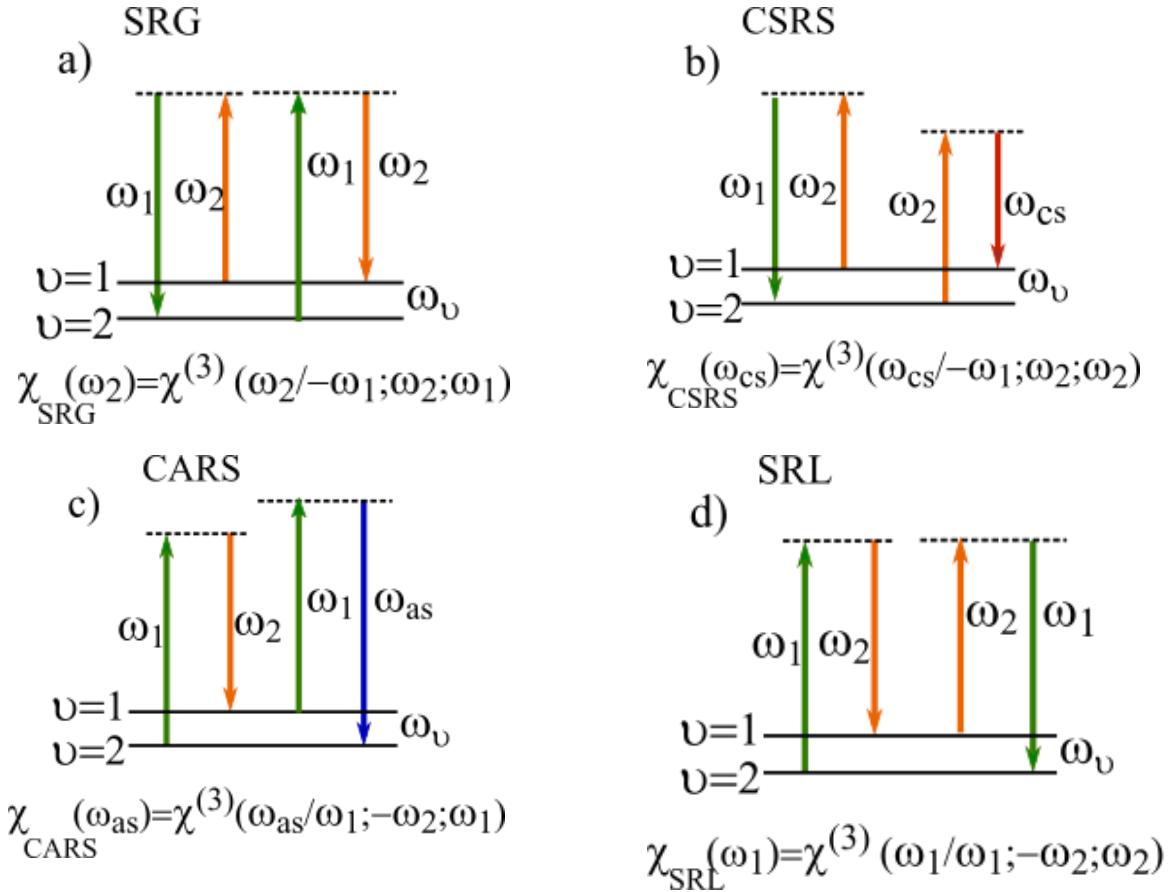 SRG
a)
ω1
ω2
ω1
ω2
υ=1
υ=2
ωυ
χSRG(ω2)=χ(3) (ω2/−ω1;ω2;ω1)
CSRS
b)
ω1
ω2
ω2
ωcs
υ=1
υ=2
ωυ
χCSRS(ωcs)=χ(3)(ωcs/−ω1;ω2;ω2)
CARS
c)
ω1
ω2
ω1
ωas
υ=1
υ=2
ωυ
χCARS(ωas)=χ(3)(ωas/ω1;−ω2;ω1)
SRL
d)
ω1
ω2
ω2
ω1
υ=1
υ=2
ωυ
χSRL(ω1)=χ(3) (ω1/ω1;−ω2;ω2)